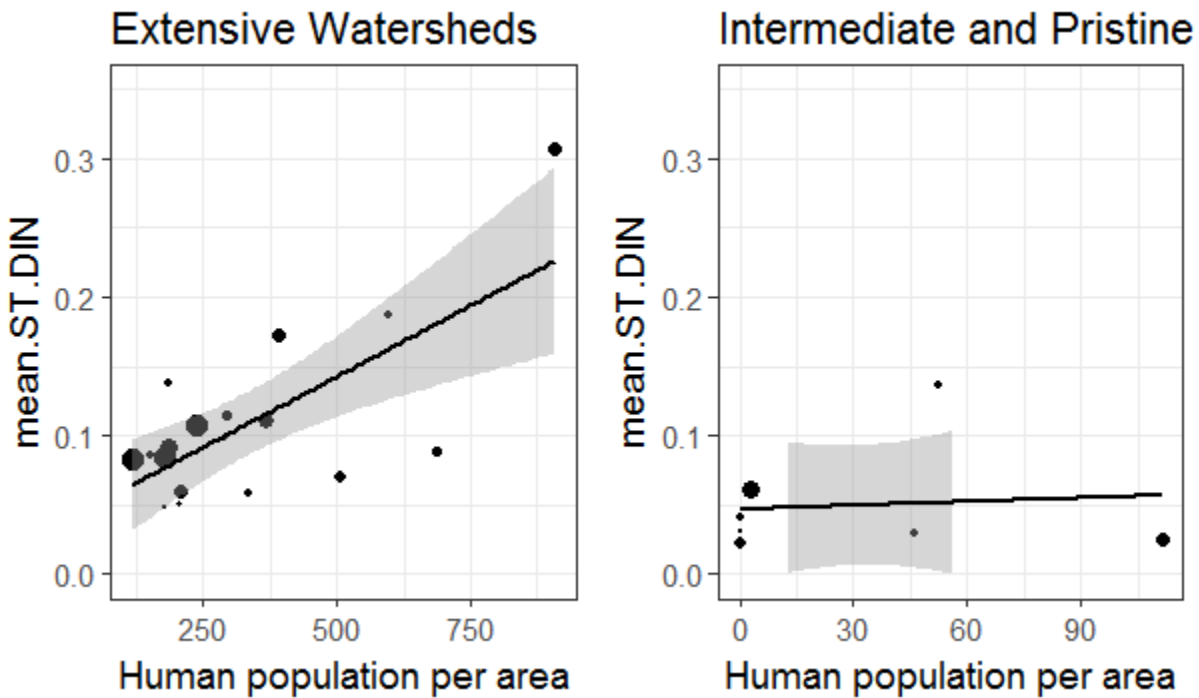 Extensive Watersheds
0.3
0.2
0.1
0.0
mean.ST.DIN
250 500 750
Human population per area
Intermediate and Pristine
0.3
0.2
0.1
0.0
mean.ST.DIN
0 30 60 90
Human population per area